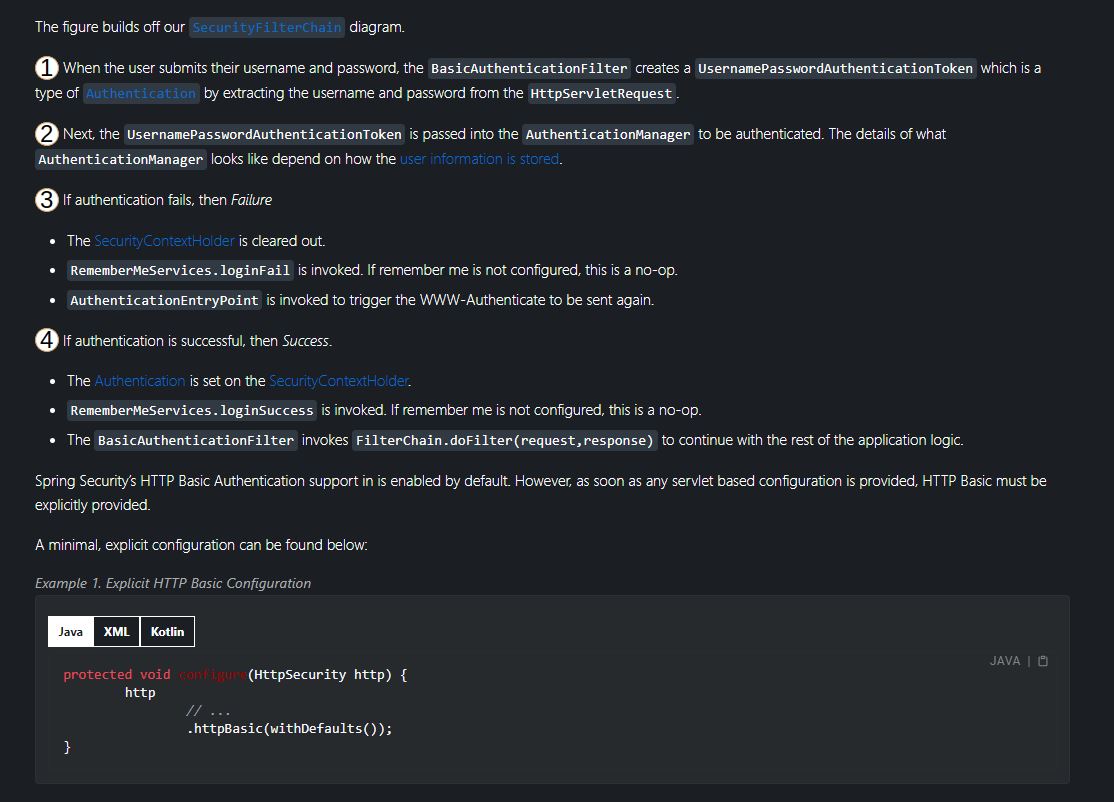 The figure builds off our SecurityFilterChain diagram.
1 When the user submits their username and password, the BasicAuthenticationFilter creates a UsernamePasswordAuthenticationToken which is a
type of Authentication by extracting the username and password from the HttpServletRequest.
2 Next, the UsernamePasswordAuthenticationToken is passed into the AuthenticationManager to be authenticated. The details of what
AuthenticationManager looks like depend on how the user information is stored.
3 If authentication fails, then Failure
• The SecurityContextHolder is cleared out.
• RememberMeServices.loginFail is invoked. If remember me is not configured, this is a no-op.
• AuthenticationEntryPoint is invoked to trigger the WWW-Authenticate to be sent again.
4 If authentication is successful, then Success.
• The Authentication is set on the SecurityContextHolder.
• RememberMeServices.loginSuccess is invoked. If remember me is not configured, this is a no-op.
• The BasicAuthenticationFilter invokes FilterChain.doFilter(request,response) to continue with the rest of the application logic.
Spring Security's HTTP Basic Authentication support in is enabled by default. However, as soon as any servlet based configuration is provided, HTTP Basic must be
explicitly provided.
A minimal, explicit configuration can be found below:
Example 1. Explicit HTTP Basic Configuration
Java XML Kotlin
JAVA |
protected void configure(HttpSecurity http) {
http
// ...
.httpBasic(withDefaults());
}